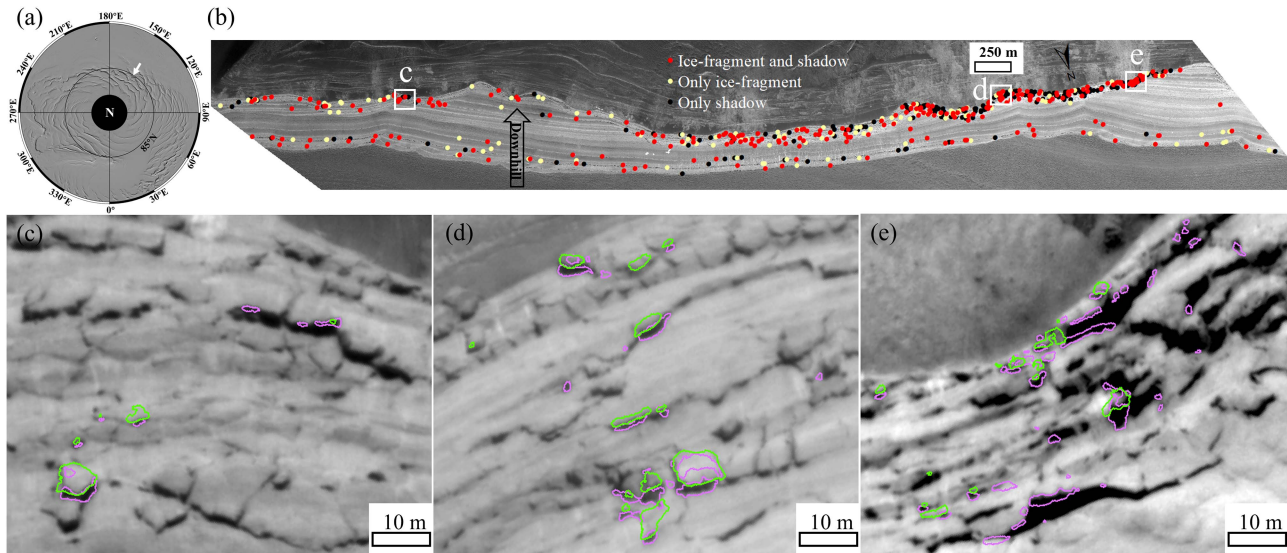 (a)
180°E
150°E
120°E
90°E
60°E
30°E
0°
330°E
300°E
270°E
240°E
210°E
N
85°N
(b)
c
Ice-fragment and shadow
Only ice-fragment
Only shadow
250 m
N
d
e
Downhill
(c)
10 m
(d)
10 m
(e)
10 m